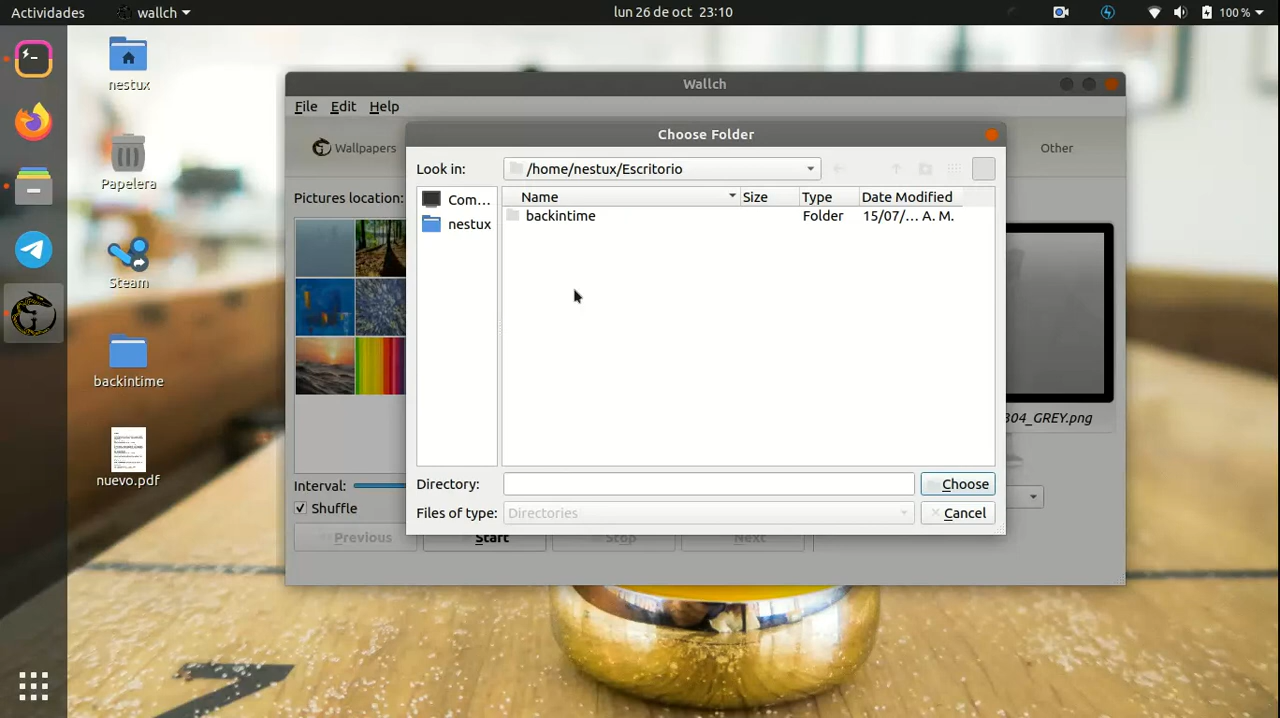 Actividades
wallch
lun 26 de oct 23:10
100 %
nestux
Papelera
Steam
backintime
nuevo.pdf
Wallch
File Edit Help
Wallpapers
Other
Pictures location:
304_GREY.png
Interval:
Shuffle
Previous
Start
Stop
Next
Choose Folder
Look in:
/home/nestux/Escritorio
Com...
nestux
Name Size Type Date Modified
backintime Folder 15/07/... A. M.
Directory:
Choose
Files of type:
Directories
Cancel